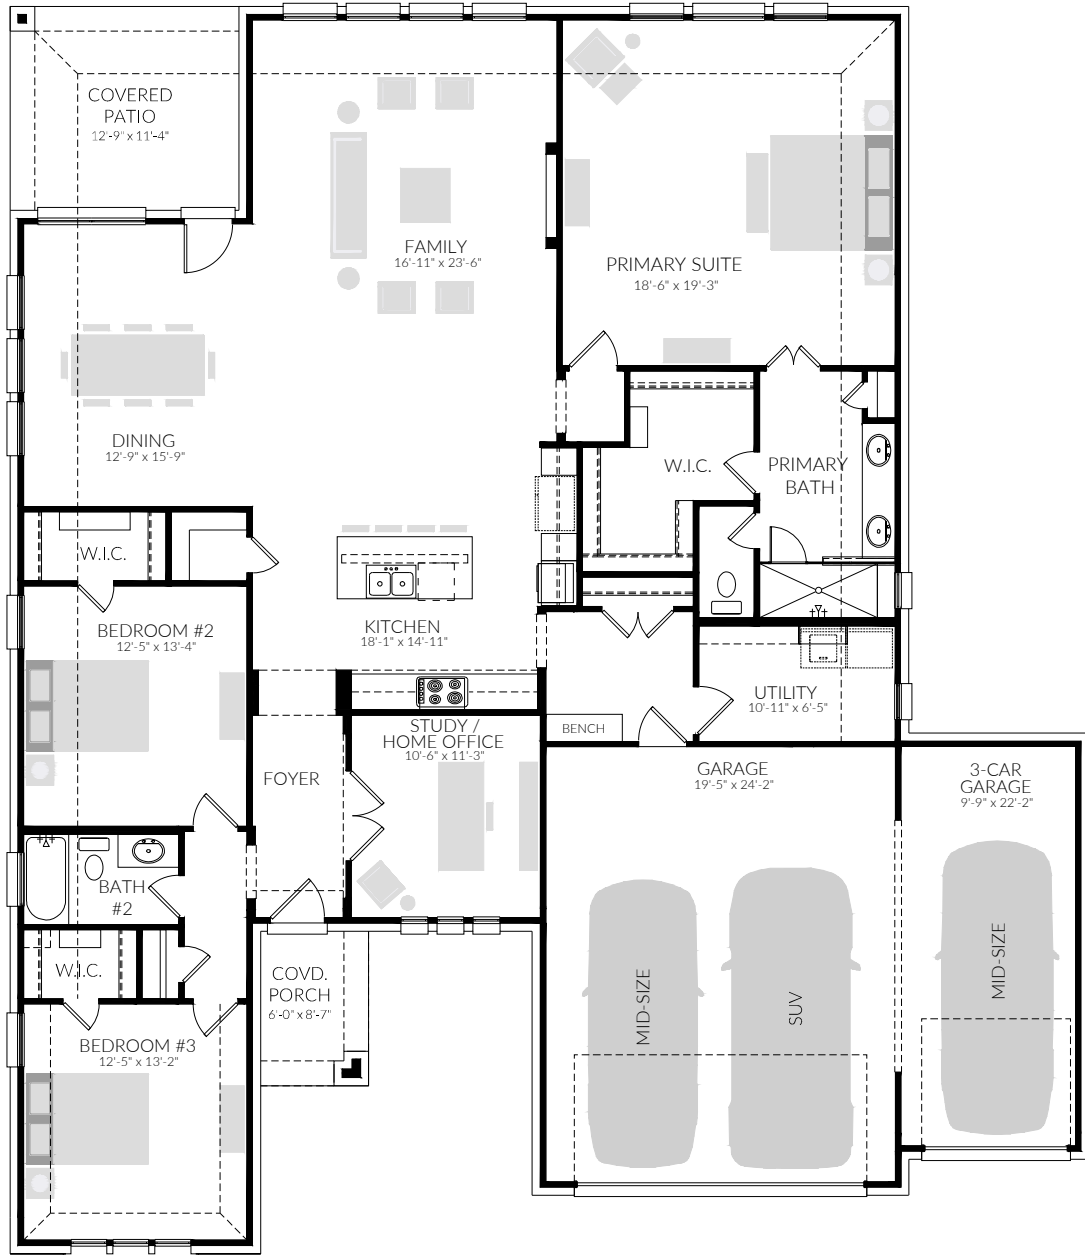 COVERED
PATIO
12'-9" x 11'-4"
FAMILY
16'-11" x 23'-6"
PRIMARY SUITE
18'-6" x 19'-3"
DINING
12'-9" x 15'-9"
W.I.C.
PRIMARY
BATH
W.I.C.
BEDROOM #2
12'-5" x 13'-4"
KITCHEN
18'-1" x 14'-11"
UTILITY
10'-11" x 6'-5"
BENCH
STUDY /
HOME OFFICE
10'-6" x 11'-3"
FOYER
GARAGE
19'-5" x 24'-2"
3-CAR
GARAGE
9'-9" x 22'-2"
BATH
#2
W.I.C.
COVD.
PORCH
6'-0" x 8'-7"
MID-SIZE
SUV
MID-SIZE
BEDROOM #3
12'-5" x 13'-2"